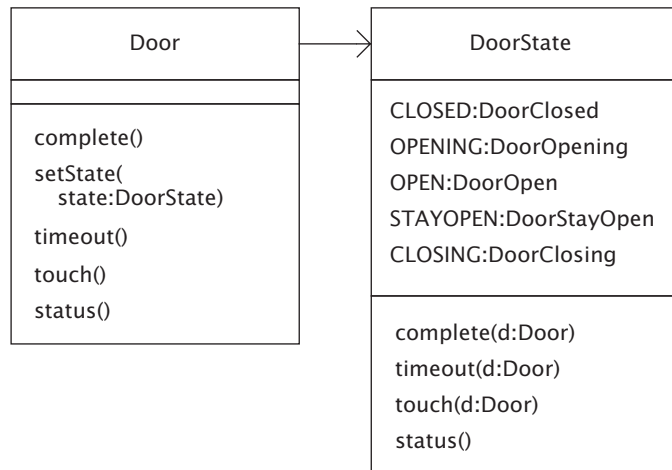 Door
complete()
setState(
state:DoorState)
timeout()
touch()
status()
DoorState
CLOSED:DoorClosed
OPENING:DoorOpening
OPEN:DoorOpen
STAYOPEN:DoorStayOpen
CLOSING:DoorClosing
complete(d:Door)
timeout(d:Door)
touch(d:Door)
status()